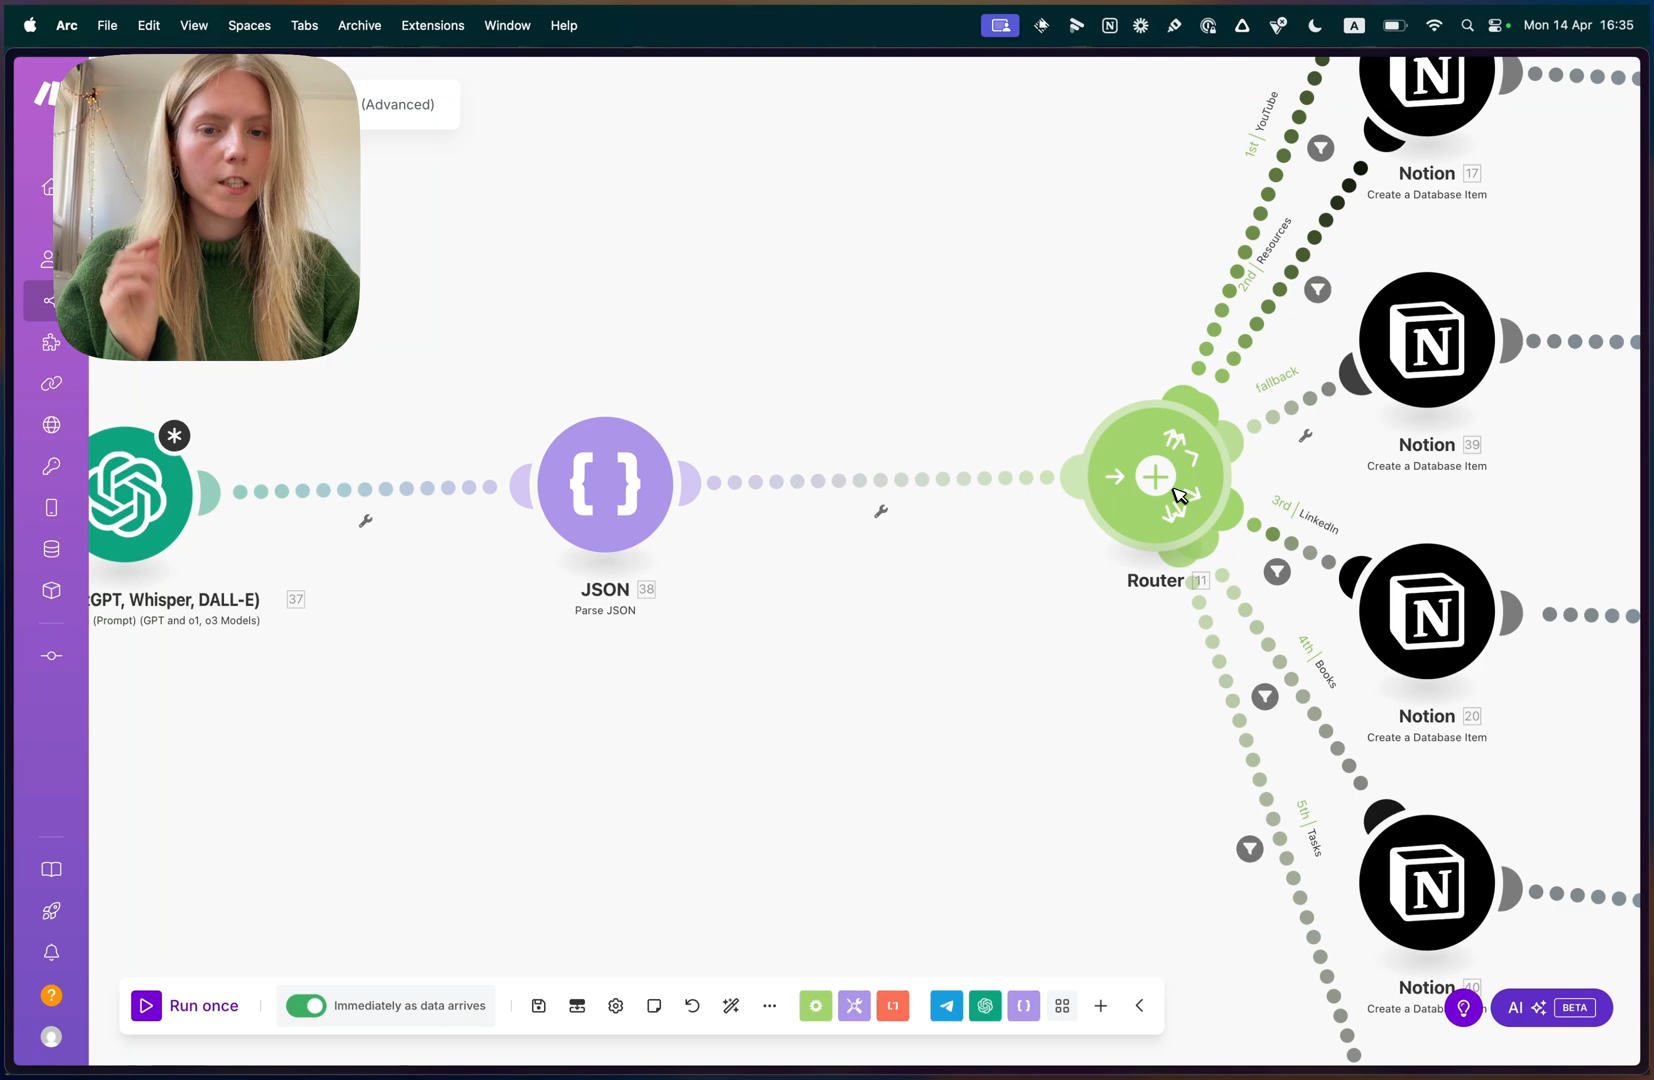 Arc File Edit View Spaces Tabs Archive Extensions Window Help
A
Mon 14 Apr 16:35
(Advanced)
1st | YouTube
Notion 17
Create a Database Item
2nd | Resources
fallback
Notion 39
Create a Database Item
3rd | LinkedIn
GPT, Whisper, DALL-E) 37
(Prompt) (GPT and o1, o3 Models)
JSON 38
Parse JSON
Router 11
4th | Books
Notion 20
Create a Database Item
5th | Tasks
Notion 40
Create a Datab
Run once
Immediately as data arrives
AI BETA